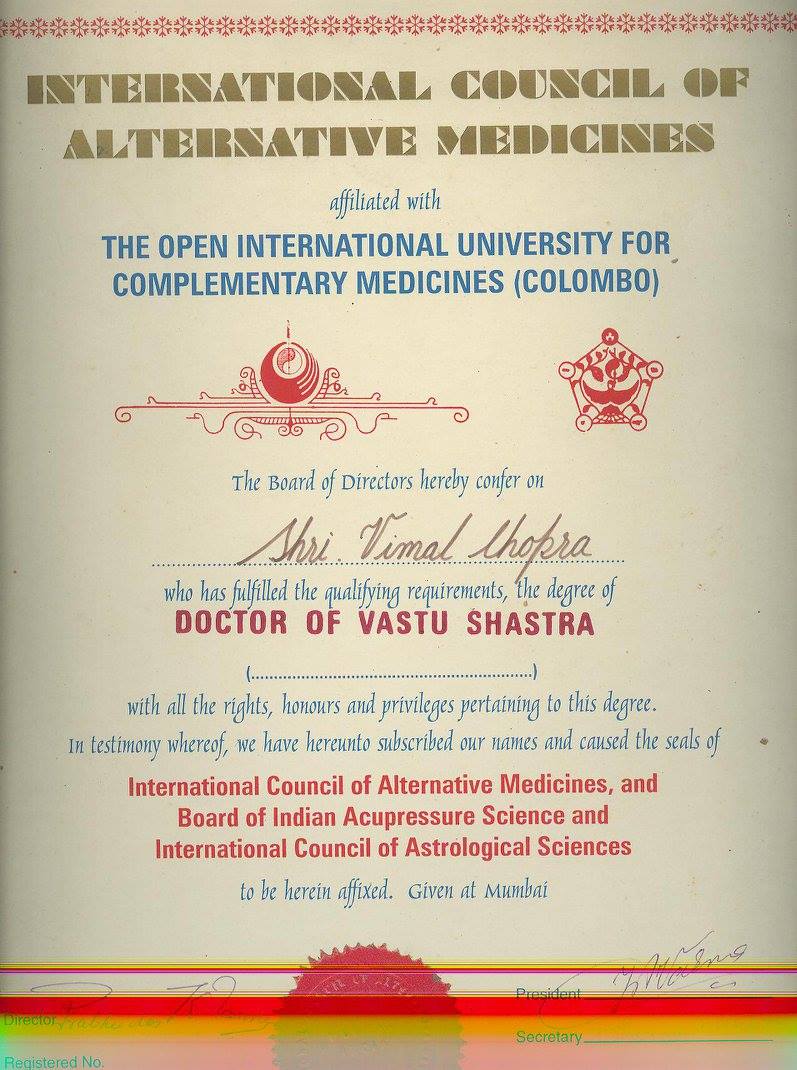 INTERNATIONAL COUNCIL OF
ALTERNATIVE MEDICINES
affiliated with
THE OPEN INTERNATIONAL UNIVERSITY FOR
COMPLEMENTARY MEDICINES (COLOMBO)
The Board of Directors hereby confer on
Shri. Vimal Chopra
who has fulfilled the qualifying requirements, the degree of
DOCTOR OF VASTU SHASTRA
(..............................................................)
with all the rights, honours and privileges pertaining to this degree.
In testimony whereof, we have hereunto subscribed our names and caused the seals of
International Council of Alternative Medicines, and
Board of Indian Acupressure Science and
International Council of Astrological Sciences
to be herein affixed. Given at Mumbai
President
Director
Secretary
Registered No.